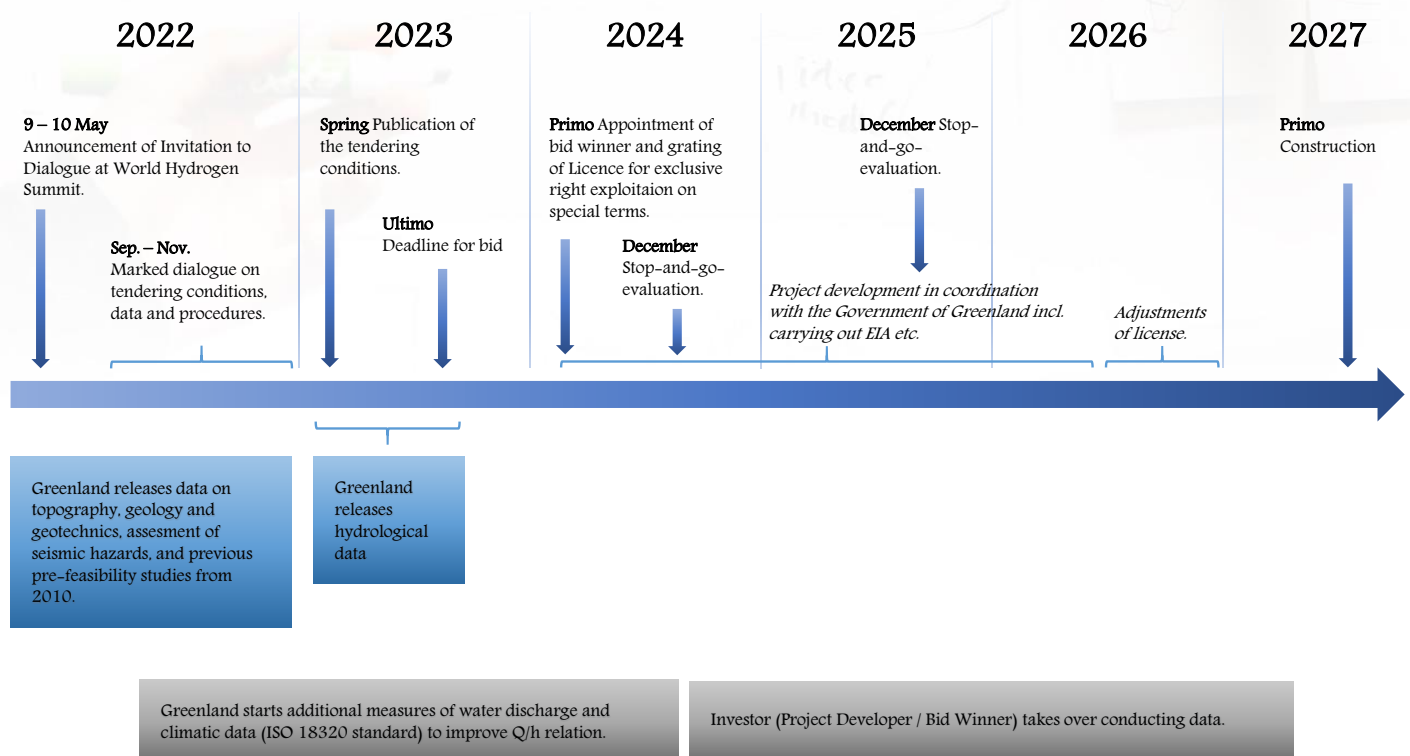 2022
2023
2024
2025
2026
2027
9 – 10 May
Announcement of Invitation to
Dialogue at World Hydrogen
Summit.
Sep. – Nov.
Marked dialogue on
tendering conditions,
data and procedures.
Spring Publication of
the tendering
conditions.
Ultimo
Deadline for bid
Primo Appointment of
bid winner and grating
of Licence for exclusive
right exploitaion on
special terms.
December
Stop-and-go-
evaluation.
December Stop-
and-go-
evaluation.
Project development in coordination
with the Government of Greenland incl.
carrying out EIA etc.
Adjustments
of license.
Primo
Construction
Greenland releases data on
topography, geology and
geotechnics, assesment of
seismic hazards, and previous
pre-feasibility studies from
2010.
Greenland
releases
hydrological
data
Greenland starts additional measures of water discharge and
climatic data (ISO 18320 standard) to improve Q/h relation.
Investor (Project Developer / Bid Winner) takes over conducting data.